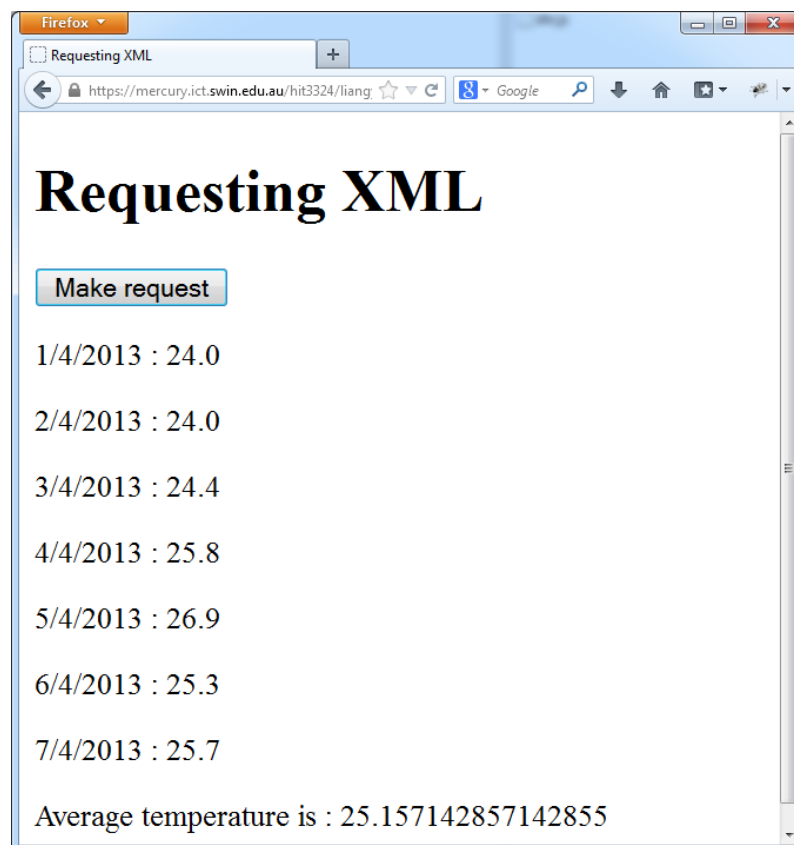 Firefox
Requesting XML
https://mercury.ict.swin.edu.au/hit3324/liang
Google
Requesting XML
Make request
1/4/2013 : 24.0
2/4/2013 : 24.0
3/4/2013 : 24.4
4/4/2013 : 25.8
5/4/2013 : 26.9
6/4/2013 : 25.3
7/4/2013 : 25.7
Average temperature is : 25.157142857142855